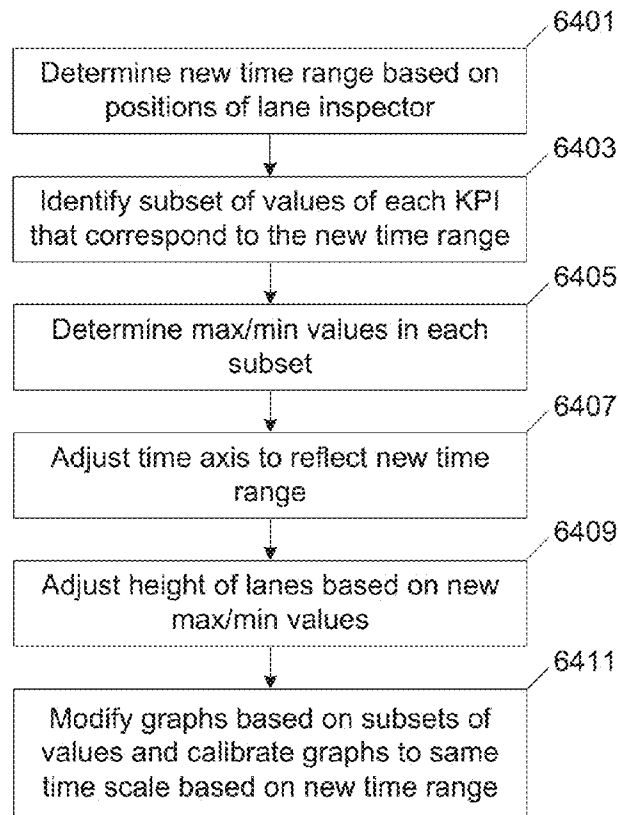 6401
Determine new time range based on
positions of lane inspector
6403
Identify subset of values of each KPI
that correspond to the new time range
6405
Determine max/min values in each
subset
6407
Adjust time axis to reflect new time
range
6409
Adjust height of lanes based on new
max/min values
6411
Modify graphs based on subsets of
values and calibrate graphs to same
time scale based on new time range